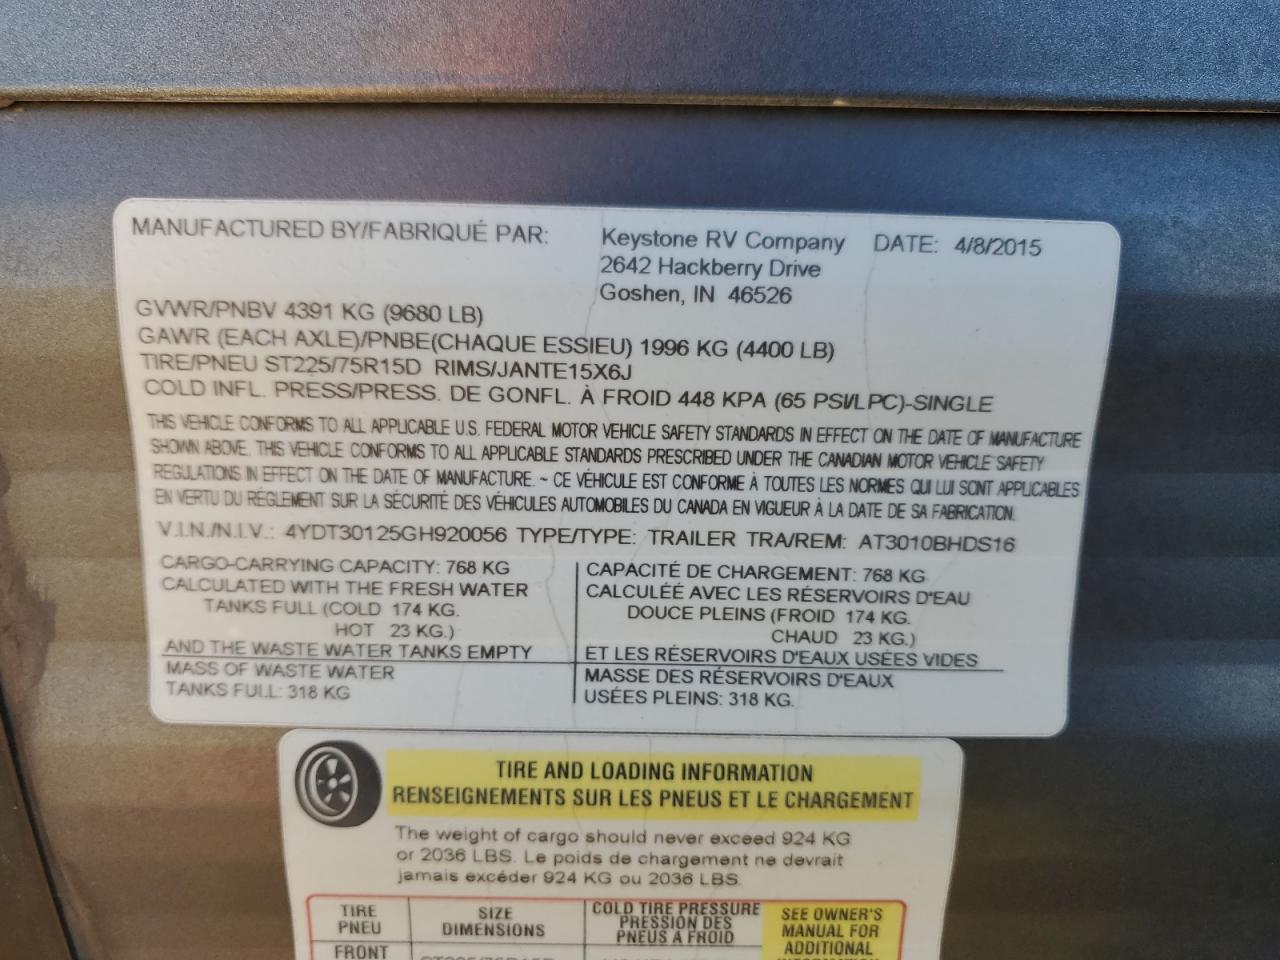 MANUFACTURED BY/FABRIQUÉ PAR: Keystone RV Company DATE: 4/8/2015
2642 Hackberry Drive
Goshen, IN 46526
GVWR/PNBV 4391 KG (9680 LB)
GAWR (EACH AXLE)/PNBE(CHAQUE ESSIEU) 1996 KG (4400 LB)
TIRE/PNEU ST225/75R15D RIMS/JANTE15X6J
COLD INFL. PRESS/PRESS. DE GONFL. À FROID 448 KPA (65 PSI/LPC)-SINGLE
THIS VEHICLE CONFORMS TO ALL APPLICABLE U.S. FEDERAL MOTOR VEHICLE SAFETY STANDARDS IN EFFECT ON THE DATE OF MANUFACTURE
SHOWN ABOVE. THIS VEHICLE CONFORMS TO ALL APPLICABLE STANDARDS PRESCRIBED UNDER THE CANADIAN MOTOR VEHICLE SAFETY
REGULATIONS IN EFFECT ON THE DATE OF MANUFACTURE. ~ CE VÉHICULE EST CONFORME À TOUTES LES NORMES QUI LUI SONT APPLICABLES
EN VERTU DU RÉGLEMENT SUR LA SÉCURITÉ DES VÉHICULES AUTOMOBILES DU CANADA EN VIGUEUR À LA DATE DE SA FABRICATION.
V.I.N./N.I.V.: 4YDT30125GH920056 TYPE/TYPE: TRAILER TRA/REM: AT3010BHDS16
CARGO-CARRYING CAPACITY: 768 KG
CALCULATED WITH THE FRESH WATER
TANKS FULL (COLD 174 KG.
HOT 23 KG.)
AND THE WASTE WATER TANKS EMPTY
MASS OF WASTE WATER
TANKS FULL: 318 KG
CAPACITÉ DE CHARGEMENT: 768 KG
CALCULÉE AVEC LES RÉSERVOIRS D'EAU
DOUCE PLEINS (FROID 174 KG.
CHAUD 23 KG.)
ET LES RÉSERVOIRS D'EAUX USÉES VIDES
MASSE DES RÉSERVOIRS D'EAUX
USÉES PLEINS: 318 KG.
TIRE AND LOADING INFORMATION
RENSEIGNEMENTS SUR LES PNEUS ET LE CHARGEMENT
The weight of cargo should never exceed 924 KG
or 2036 LBS. Le poids de chargement ne devrait
jamais excéder 924 KG ou 2036 LBS.
TIRE
PNEU
SIZE
DIMENSIONS
COLD TIRE PRESSURE
PRESSION DES
PNEUS A FROID
SEE OWNER'S
MANUAL FOR
ADDITIONAL
FRONT